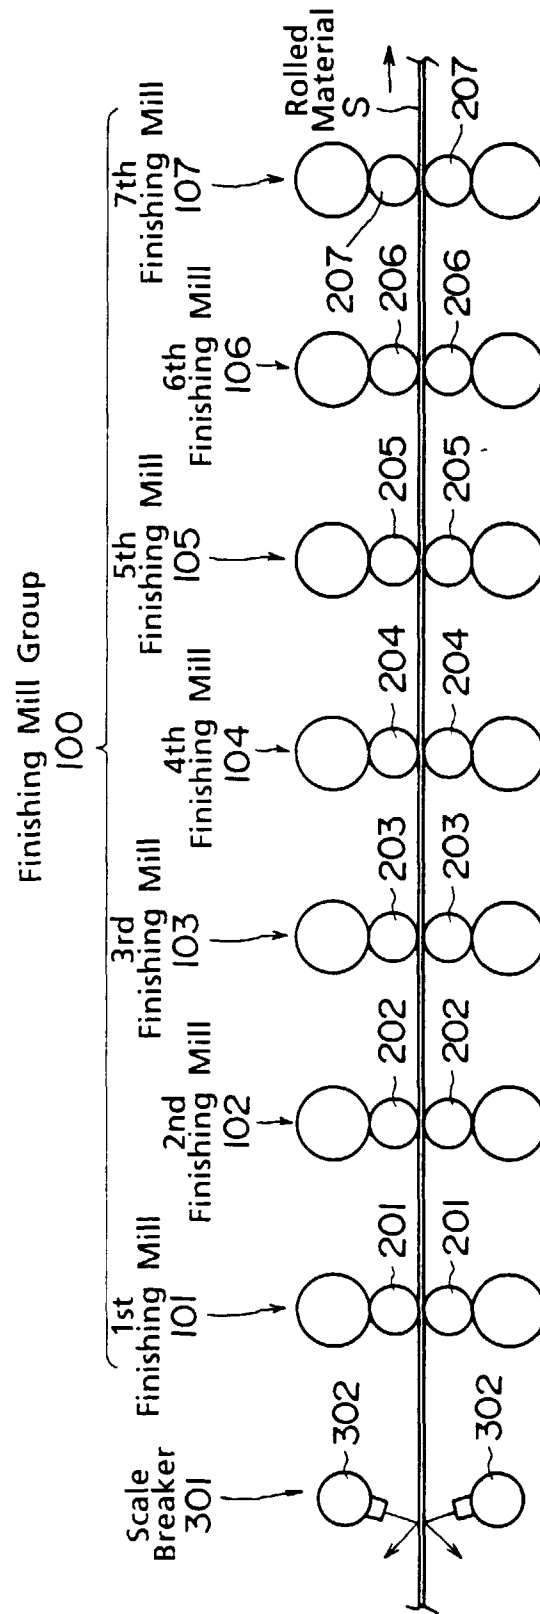 Finishing Mill Group
100
Scale
Breaker
301
1st
Finishing Mill
101
2nd
Finishing Mill
102
3rd
Finishing Mill
103
4th
Finishing Mill
104
5th
Finishing Mill
105
6th
Finishing Mill
106
7th
Finishing Mill
107
Rolled
Material
S
302
201
202
203
204
205
206
207
302
201
202
203
204
205
206
207